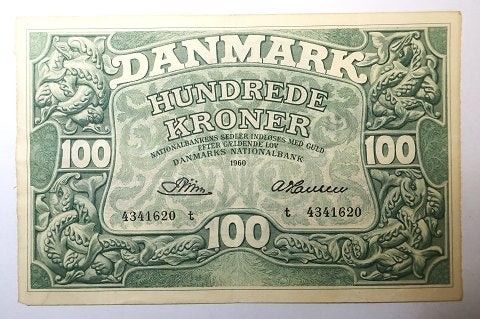 DANMARK
HUNDREDE
KRONER
NATIONALBANKENS SEDLER INDLØSES MED GULD
EFTER GÆLDENDE LOV
DANMARKS NATIONALBANK
1960
100 100
4341620 t t 4341620
100